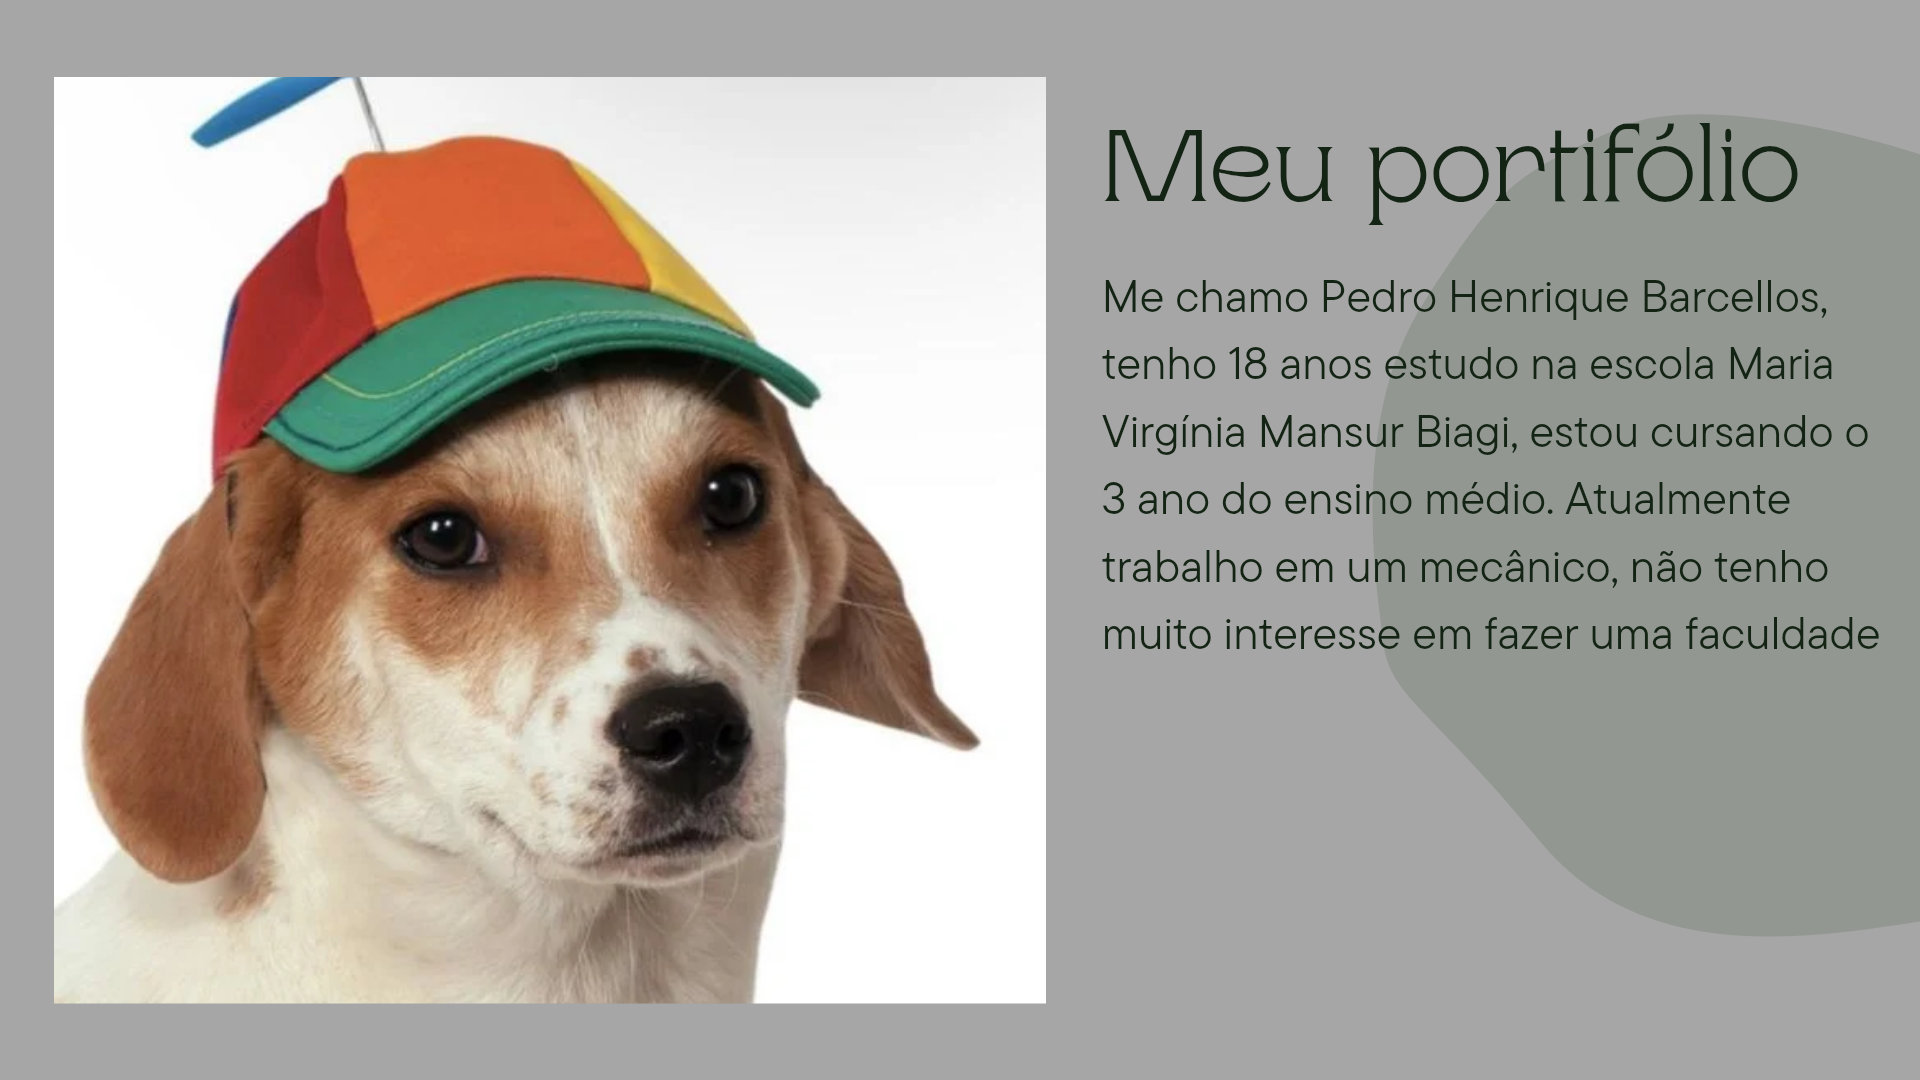 Meu portifólio
Me chamo Pedro Henrique Barcellos,
tenho 18 anos estudo na escola Maria
Virgínia Mansur Biagi, estou cursando o
3 ano do ensino médio. Atualmente
trabalho em um mecânico, não tenho
muito interesse em fazer uma faculdade